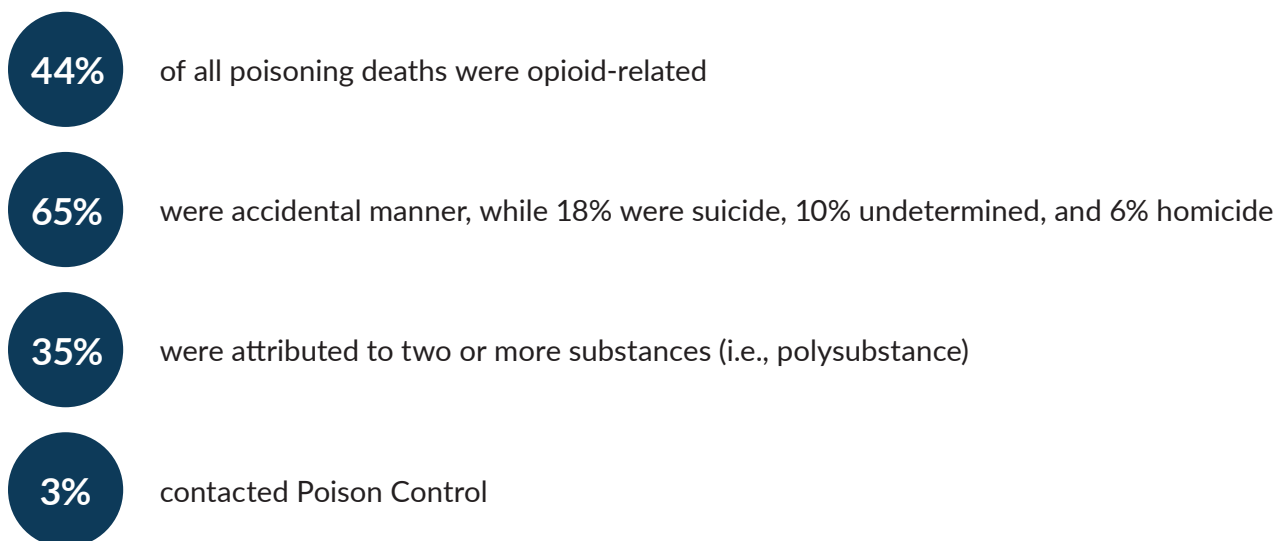 44% of all poisoning deaths were opioid-related
65% were accidental manner, while 18% were suicide, 10% undetermined, and 6% homicide
35% were attributed to two or more substances (i.e., polysubstance)
3% contacted Poison Control